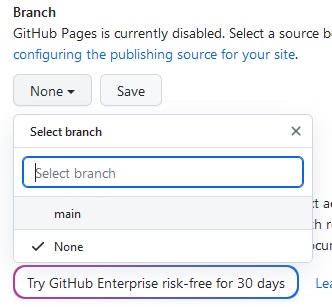 Branch
GitHub Pages is currently disabled. Select a source
configuring the publishing source for your site.
None
Save
Select branch
Select branch
main
None
Try GitHub Enterprise risk-free for 30 days